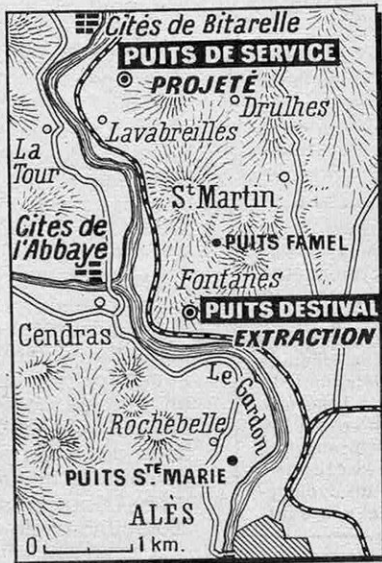 Cités de Bitarelle
PUITS DE SERVICE
PROJETÉ
Drulhes
Lavabreilles
La
Tour
St Martin
Cites de
l'Abbaye
PUITS FAMEL
Fontanes
PUITS DESTIVAL
EXTRACTION
Cendras
Le Gardon
Rochebelle
PUITS STE MARIE
ALÈS
0 1 km.